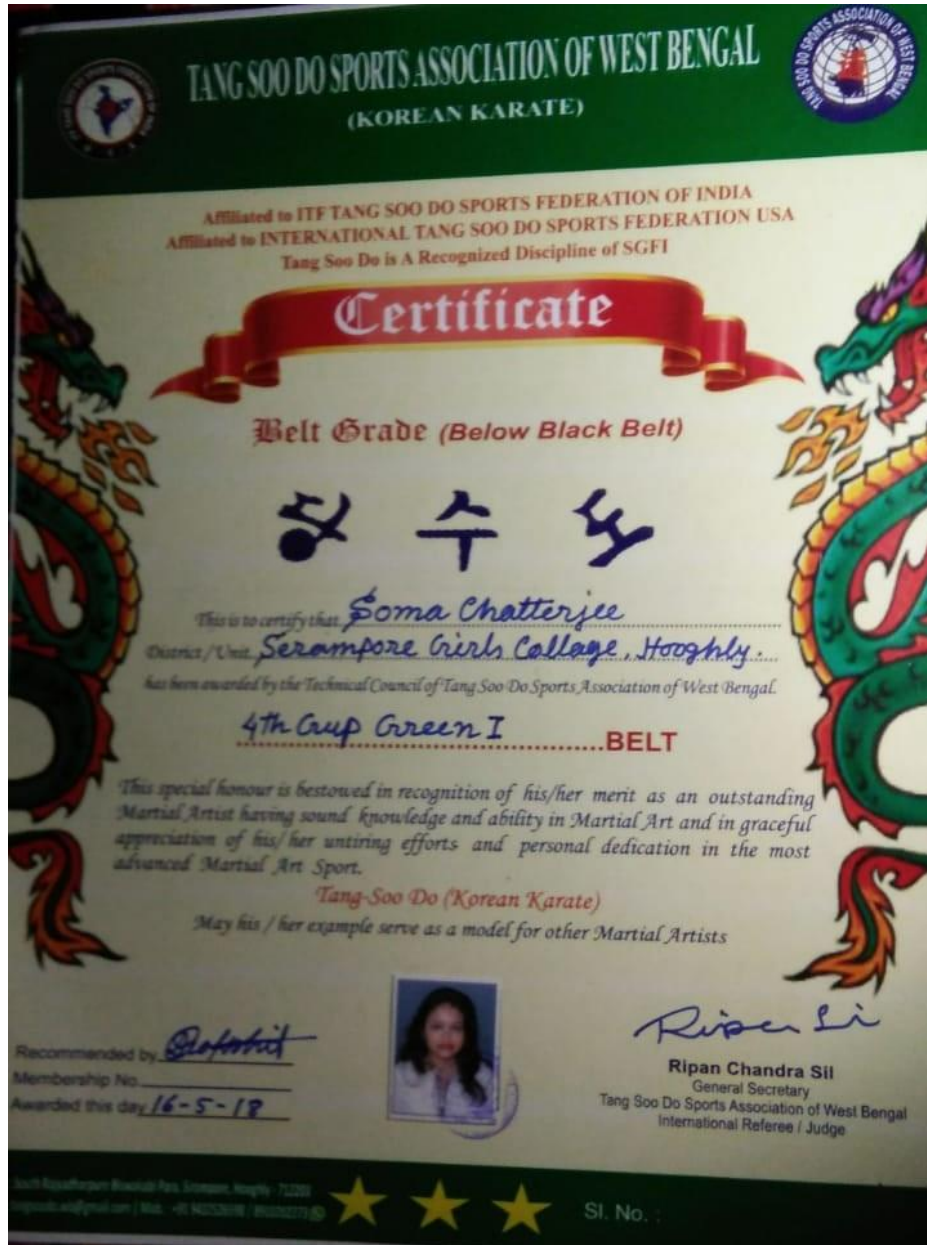 TANG SOO DO SPORTS ASSOCIATION OF WEST BENGAL
(KOREAN KARATE)
TANG SOO DO SPORTS ASSOCIATION OF WEST BENGAL
Affiliated to ITF TANG SOO DO SPORTS FEDERATION OF INDIA
Affiliated to INTERNATIONAL TANG SOO DO SPORTS FEDERATION USA
Tang Soo Do is A Recognized Discipline of SGFI
Certificate
Belt Grade (Below Black Belt)
당 수 도
This is to certify that Soma Chatterjee
District / Unit Serampore Girls Collage, Hooghly.
has been awarded by the Technical Council of Tang Soo Do Sports Association of West Bengal.
4th Gup Green I BELT
This special honour is bestowed in recognition of his/her merit as an outstanding
Martial Artist having sound knowledge and ability in Martial Art and in graceful
appreciation of his/ her untiring efforts and personal dedication in the most
advanced Martial Art Sport.
Tang-Soo Do (Korean Karate)
May his / her example serve as a model for other Martial Artists
Recommended by
Membership No.
Awarded this day 16-5-18
Ripan Chandra Sil
General Secretary
Tang Soo Do Sports Association of West Bengal
International Referee / Judge
Sl. No. :